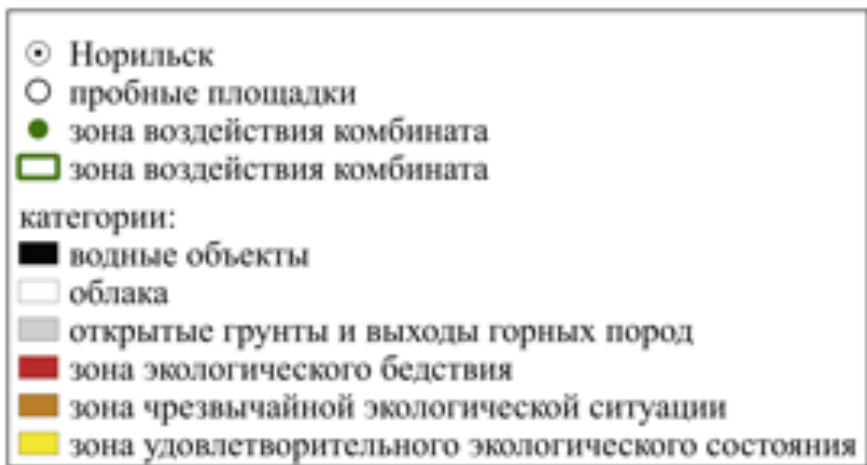 Норильск
пробные площадки
зона воздействия комбината
зона воздействия комбината
категории:
водные объекты
облака
открытые грунты и выходы горных пород
зона экологического бедствия
зона чрезвычайной экологической ситуации
зона удовлетворительного экологического состояния